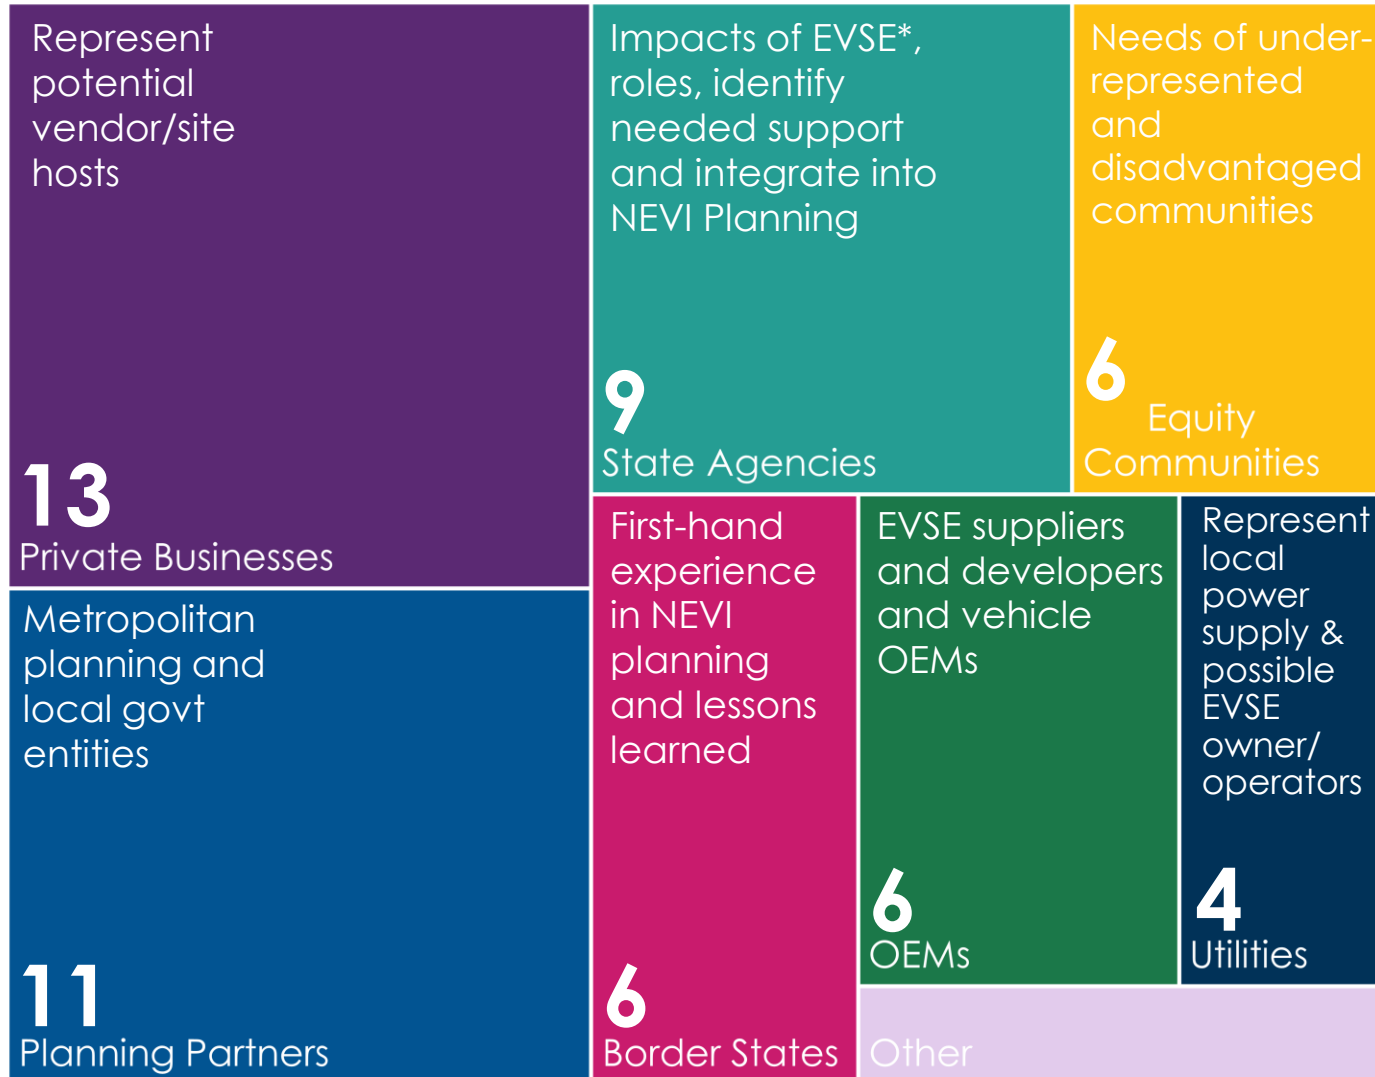 Represent
potential
vendor/site
hosts
13
Private Businesses
Impacts of EVSE*,
roles, identify
needed support
and integrate into
NEVI Planning
9
State Agencies
Needs of under-
represented
and
disadvantaged
communities
6
Equity
Communities
Metropolitan
planning and
local govt
entities
11
Planning Partners
First-hand
experience
in NEVI
planning
and lessons
learned
6
Border States
EVSE suppliers
and developers
and vehicle
OEMs
6
OEMs
Represent
local
power
supply &
possible
EVSE
owner/
operators
4
Utilities
Other